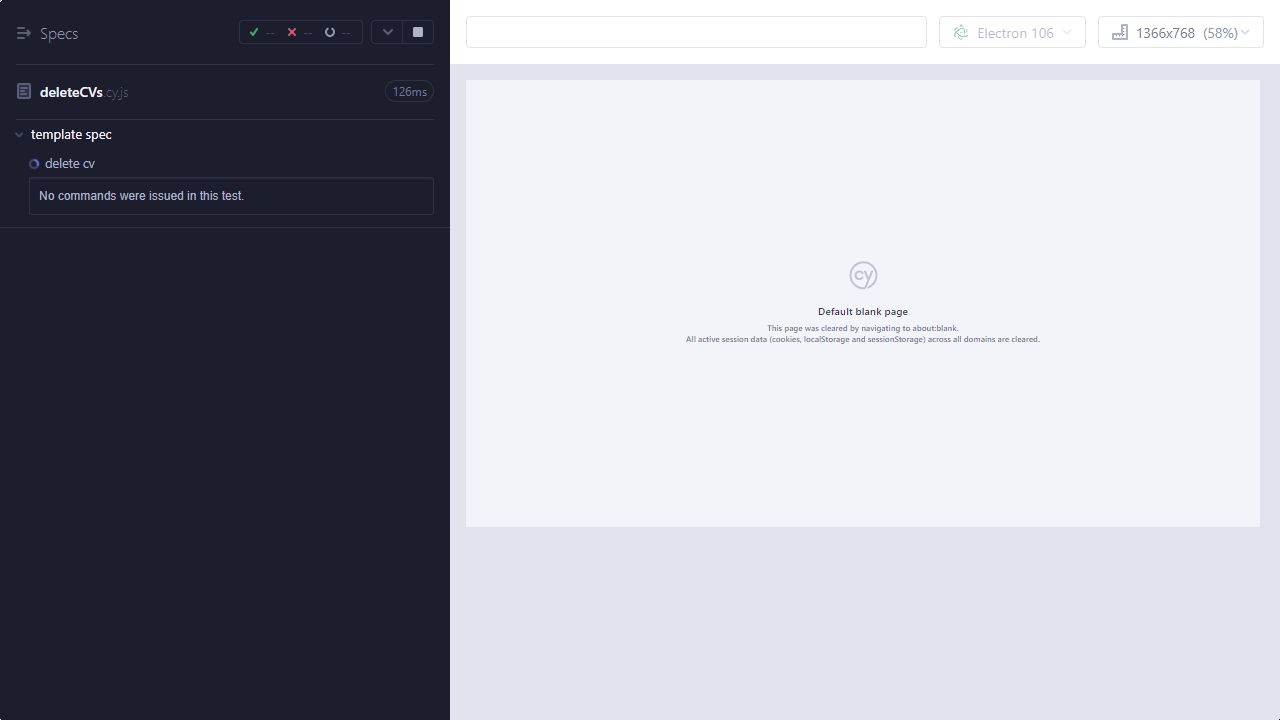 Specs
--
--
--
deleteCVs.cy.js
126ms
template spec
delete cv
No commands were issued in this test.
Electron 106
1366x768 (58%)
cy
Default blank page
This page was cleared by navigating to about:blank.
All active session data (cookies, localStorage and sessionStorage) across all domains are cleared.